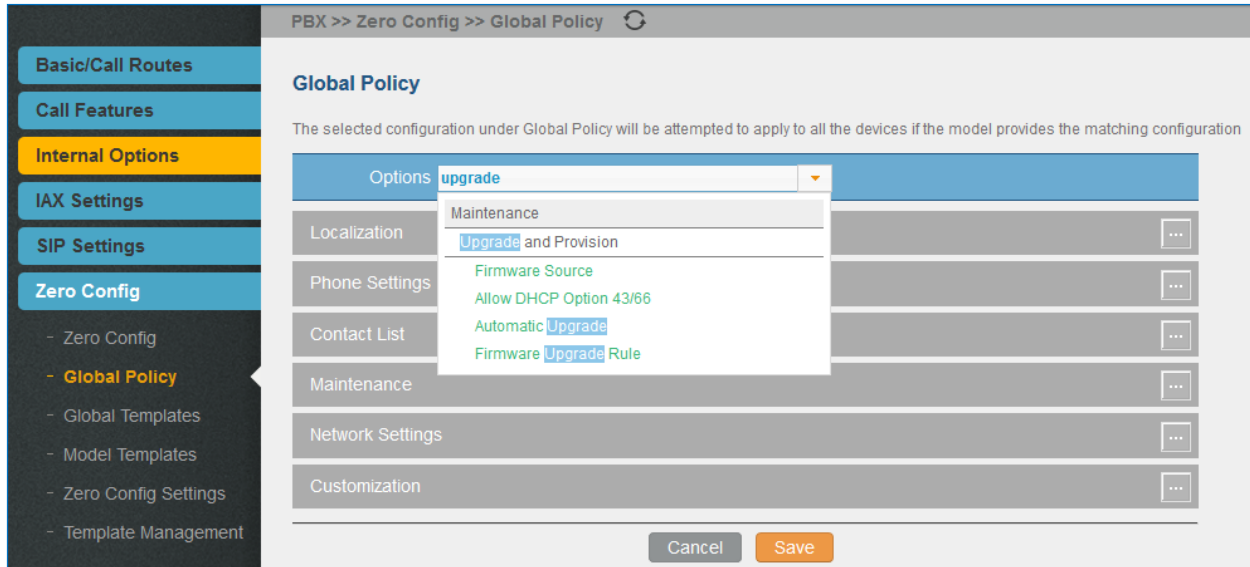 PBX >> Zero Config >> Global Policy
Basic/Call Routes
Call Features
Internal Options
IAX Settings
SIP Settings
Zero Config
- Zero Config
- Global Policy
- Global Templates
- Model Templates
- Zero Config Settings
- Template Management
Global Policy
The selected configuration under Global Policy will be attempted to apply to all the devices if the model provides the matching configuration
Options upgrade
Maintenance
Upgrade and Provision
Firmware Source
Allow DHCP Option 43/66
Automatic Upgrade
Firmware Upgrade Rule
Localization ...
Phone Settings ...
Contact List ...
Maintenance ...
Network Settings ...
Customization ...
Cancel Save